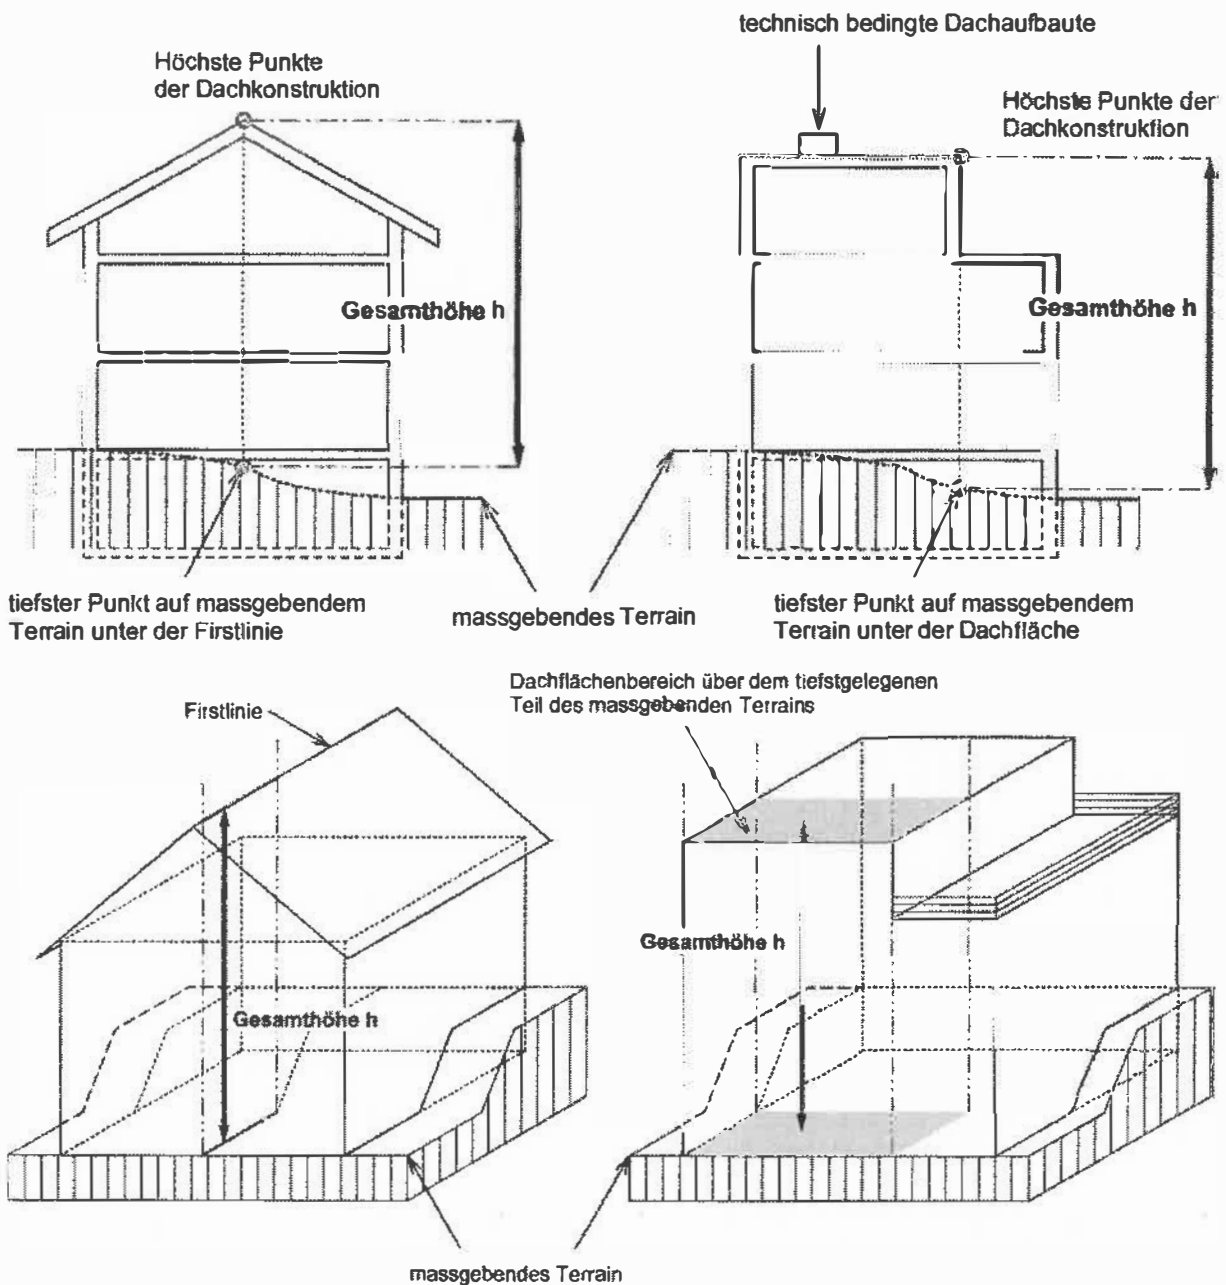 technisch bedingte Dachaufbaute
Höchste Punkte
der Dachkonstruktion
Höchste Punkte der
Dachkonstruktion
Gesamthöhe h
Gesamthöhe h
tiefster Punkt auf massgebendem
Terrain unter der Firstlinie
massgebendes Terrain
tiefster Punkt auf massgebendem
Terrain unter der Dachfläche
Dachflächenbereich über dem tiefstgelegenen
Teil des massgebenden Terrains
Firstlinie
Gesamthöhe h
Gesamthöhe h
massgebendes Terrain